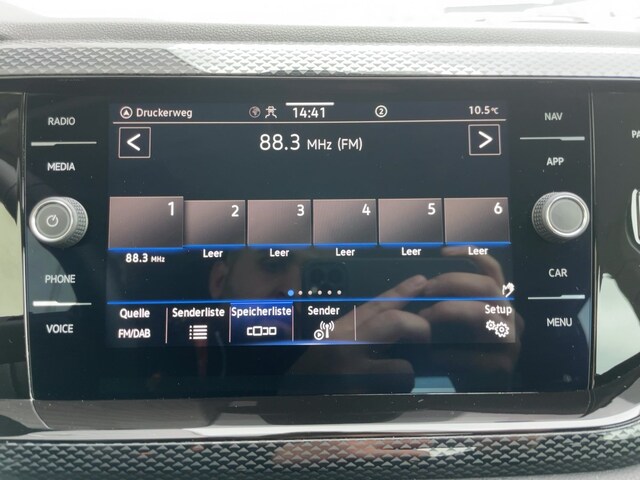 RADIO
MEDIA
PHONE
VOICE
Druckerweg
14:41
2
10.5°C
88.3 MHz (FM)
1 2 3 4 5 6
88.3 MHz Leer Leer Leer Leer Leer
Quelle Senderliste Speicherliste Sender Setup
FM/DAB
NAV
APP
CAR
MENU